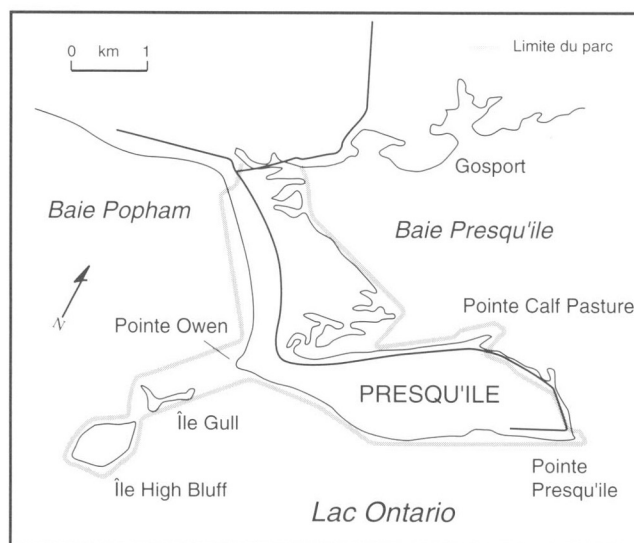 0 km 1
Limite du parc
Gosport
Baie Popham
Baie Presqu'ile
N
Pointe Calf Pasture
Pointe Owen
PRESQU'ILE
Île Gull
Île High Bluff
Pointe
Presqu'ile
Lac Ontario